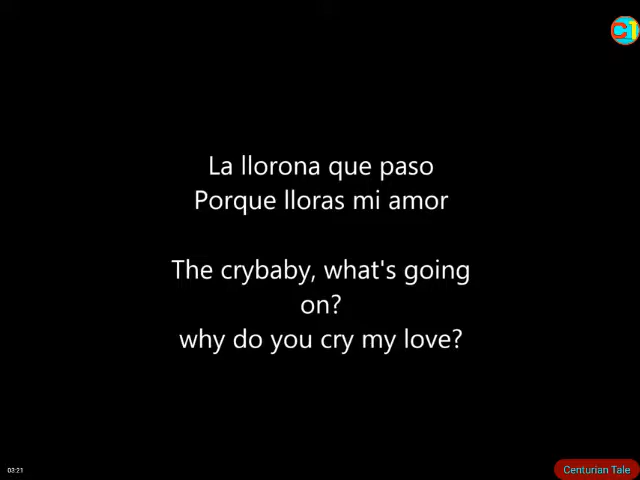 C1
La llorona que paso
Porque lloras mi amor
The crybaby, what's going
on?
why do you cry my love?
03:21
Centurian Tale